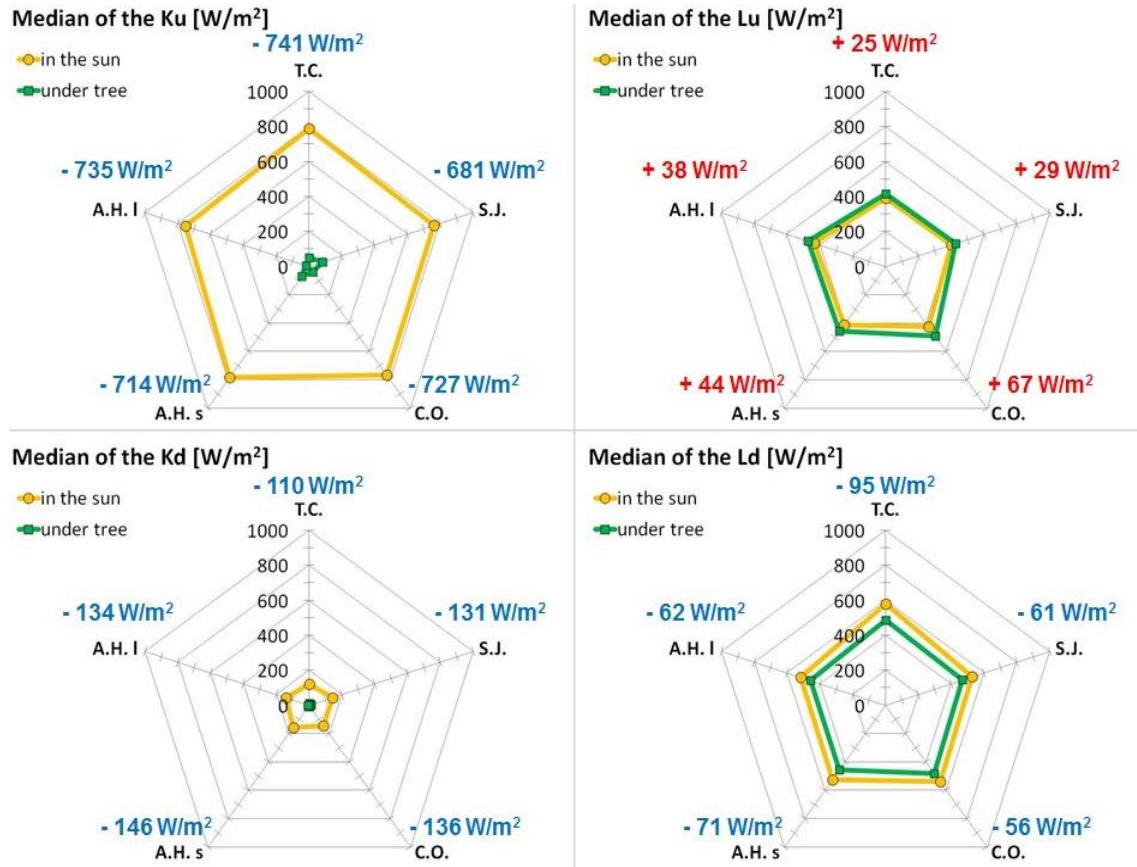 Median of the Ku [W/m²]
in the sun
under tree
- 741 W/m²
T.C.
1000
800
600
400
200
0
- 735 W/m²
A.H. l
- 681 W/m²
S.J.
- 714 W/m²
A.H. s
- 727 W/m²
C.O.
Median of the Lu [W/m²]
in the sun
under tree
+ 25 W/m²
T.C.
1000
800
600
400
200
0
+ 38 W/m²
A.H. l
+ 29 W/m²
S.J.
+ 44 W/m²
A.H. s
+ 67 W/m²
C.O.
Median of the Kd [W/m²]
in the sun
under tree
- 110 W/m²
T.C.
1000
800
600
400
200
0
- 134 W/m²
A.H. l
- 131 W/m²
S.J.
- 146 W/m²
A.H. s
- 136 W/m²
C.O.
Median of the Ld [W/m²]
in the sun
under tree
- 95 W/m²
T.C.
1000
800
600
400
200
0
- 62 W/m²
A.H. l
- 61 W/m²
S.J.
- 71 W/m²
A.H. s
- 56 W/m²
C.O.